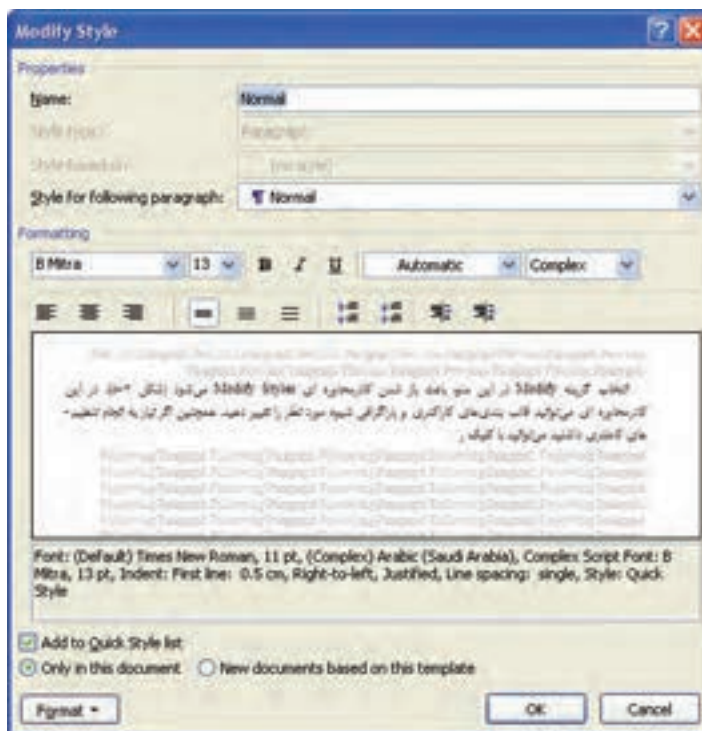 Modify Style
Properties
Name: Normal
Style type: Paragraph
Style based on: (no style)
Style for following paragraph: ¶ Normal
Formatting
B Mitra 13 B I U Automatic Complex
انتخاب گزینه Modify در این منو باعث باز شدن کادرمحاوره ای Modify Styles می‌شود (شکل در این
کادرمحاوره ای می‌توانید قالب بندی‌های کاراکتری و پاراگرافی شیوه مورد نظر را تغییر دهید. همچنین اگر نیاز به انجام تنظیم-
های کاملتری داشتید می‌توانید با کلیک ر
Font: (Default) Times New Roman, 11 pt, (Complex) Arabic (Saudi Arabia), Complex Script Font: B
Mitra, 13 pt, Indent: First line: 0.5 cm, Right-to-left, Justified, Line spacing: single, Style: Quick
Style
Add to Quick Style list
Only in this document New documents based on this template
Format OK Cancel